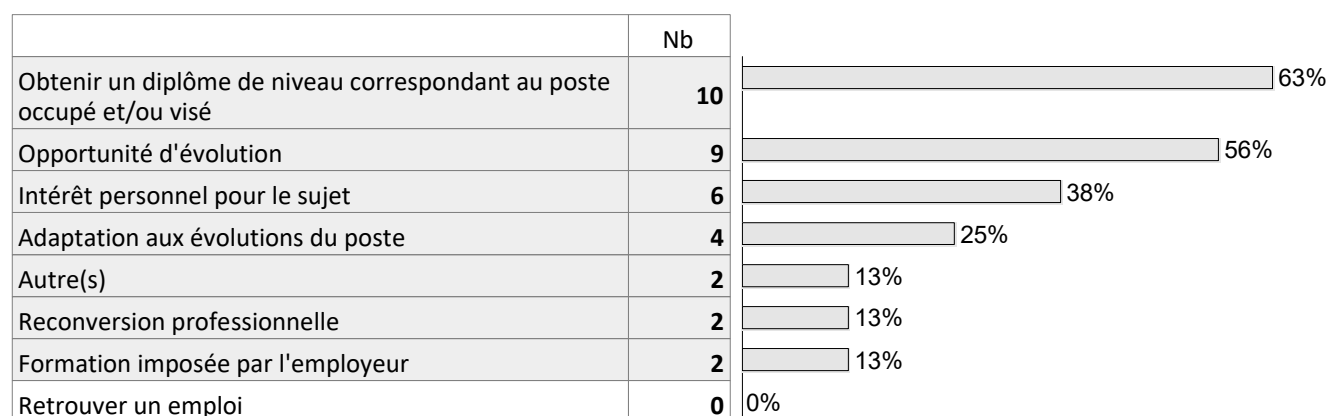 Nb
Obtenir un diplôme de niveau correspondant au poste
occupé et/ou visé
10
63%
Opportunité d'évolution
9
56%
Intérêt personnel pour le sujet
6
38%
Adaptation aux évolutions du poste
4
25%
Autre(s)
2
13%
Reconversion professionnelle
2
13%
Formation imposée par l'employeur
2
13%
Retrouver un emploi
0
0%